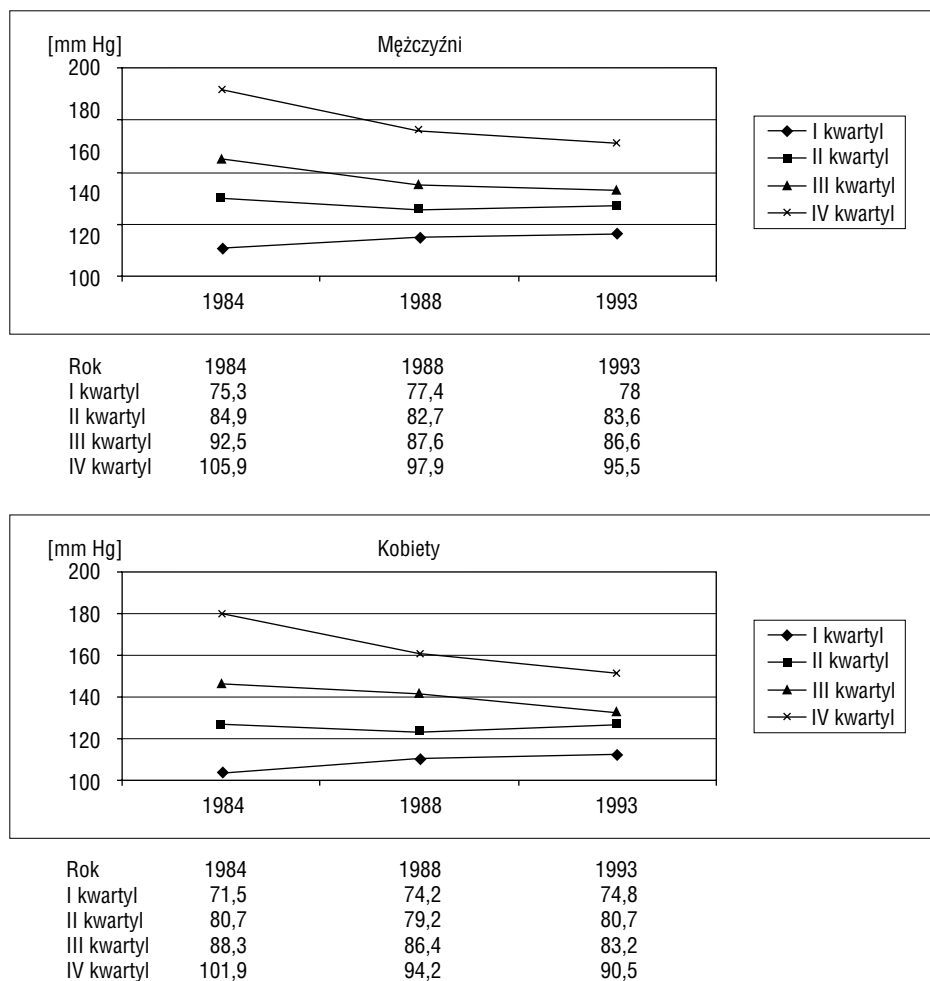 [mm Hg] Mężczyźni
200
180
160
140
120
100
1984 1988 1993
I kwartyl
II kwartyl
III kwartyl
IV kwartyl
Rok 1984 1988 1993
I kwartyl 75,3 77,4 78
II kwartyl 84,9 82,7 83,6
III kwartyl 92,5 87,6 86,6
IV kwartyl 105,9 97,9 95,5
[mm Hg] Kobiety
200
180
160
140
120
100
1984 1988 1993
I kwartyl
II kwartyl
III kwartyl
IV kwartyl
Rok 1984 1988 1993
I kwartyl 71,5 74,2 74,8
II kwartyl 80,7 79,2 80,7
III kwartyl 88,3 86,4 83,2
IV kwartyl 101,9 94,2 90,5